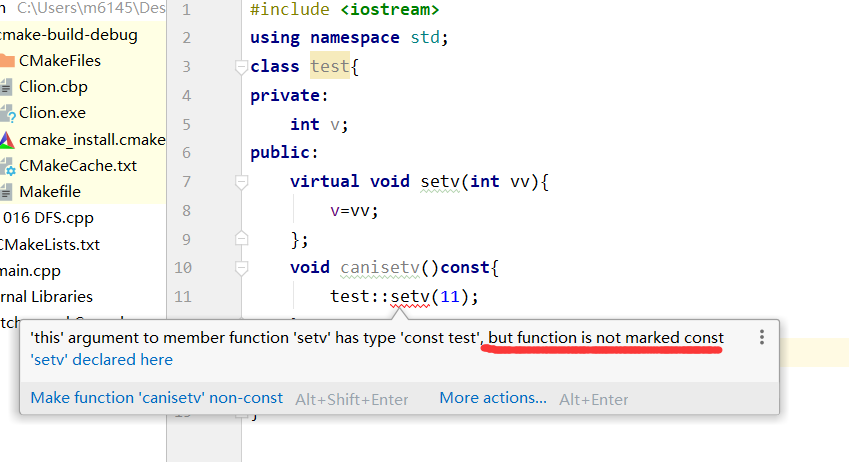 C:\Users\m6145\Des
cmake-build-debug
CMakeFiles
Clion.cbp
Clion.exe
cmake_install.cmake
CMakeCache.txt
Makefile
016 DFS.cpp
CMakeLists.txt
main.cpp
rnal Libraries
1 #include <iostream>
2 using namespace std;
3 class test{
4 private:
5 int v;
6 public:
7 virtual void setv(int vv){
8 v=vv;
9 };
10 void canisetv()const{
11 test::setv(11);
'this' argument to member function 'setv' has type 'const test', but function is not marked const
'setv' declared here
Make function 'canisetv' non-const Alt+Shift+Enter More actions... Alt+Enter